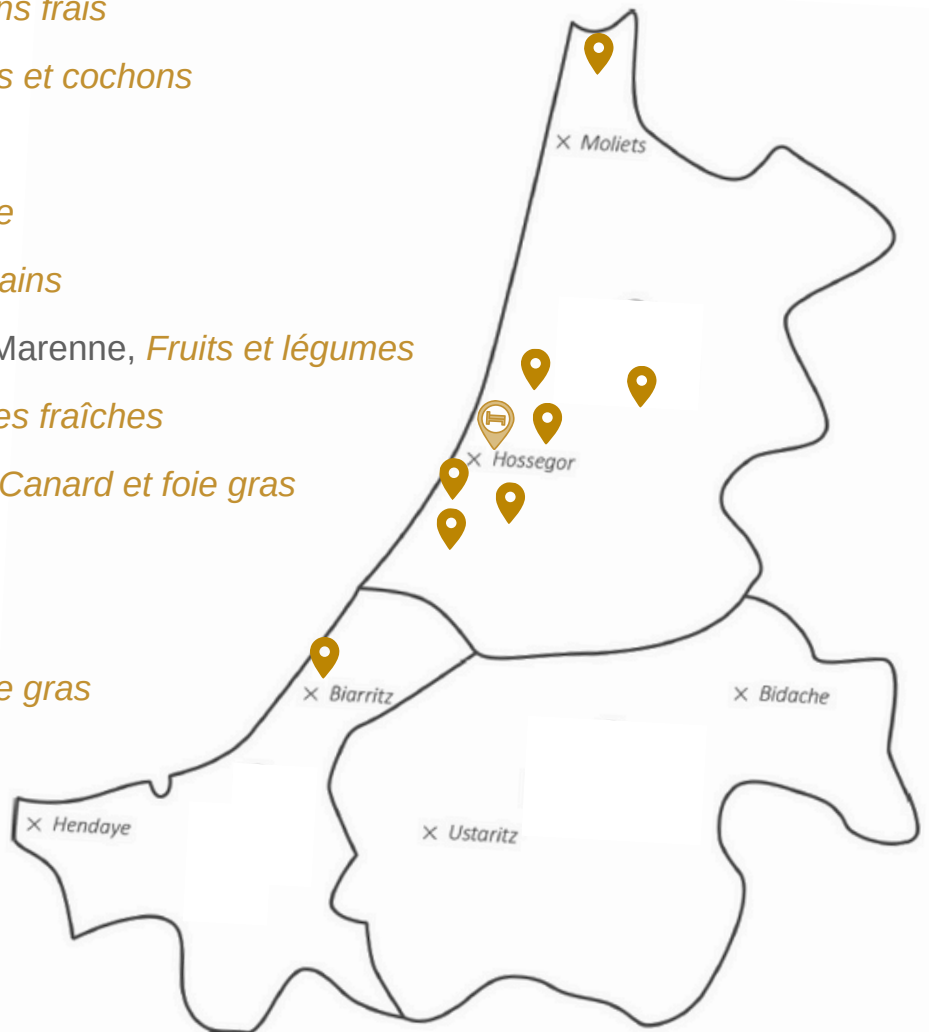 ns frais
s et cochons
e
ains
Marenne, Fruits et légumes
es fraîches
Canard et foie gras
e gras
Moliets
Hossegor
Biarritz
Bidache
Hendaye
Ustaritz